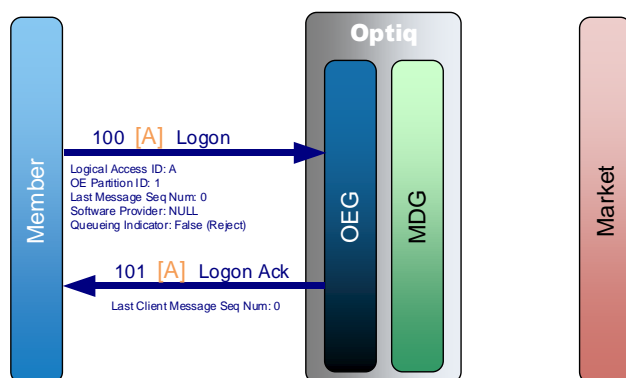 Optiq
Member
100 [A] Logon
Logical Access ID: A
OE Partition ID: 1
Last Message Seq Num: 0
Software Provider: NULL
Queueing Indicator: False (Reject)
OEG
MDG
Market
101 [A] Logon Ack
Last Client Message Seq Num: 0